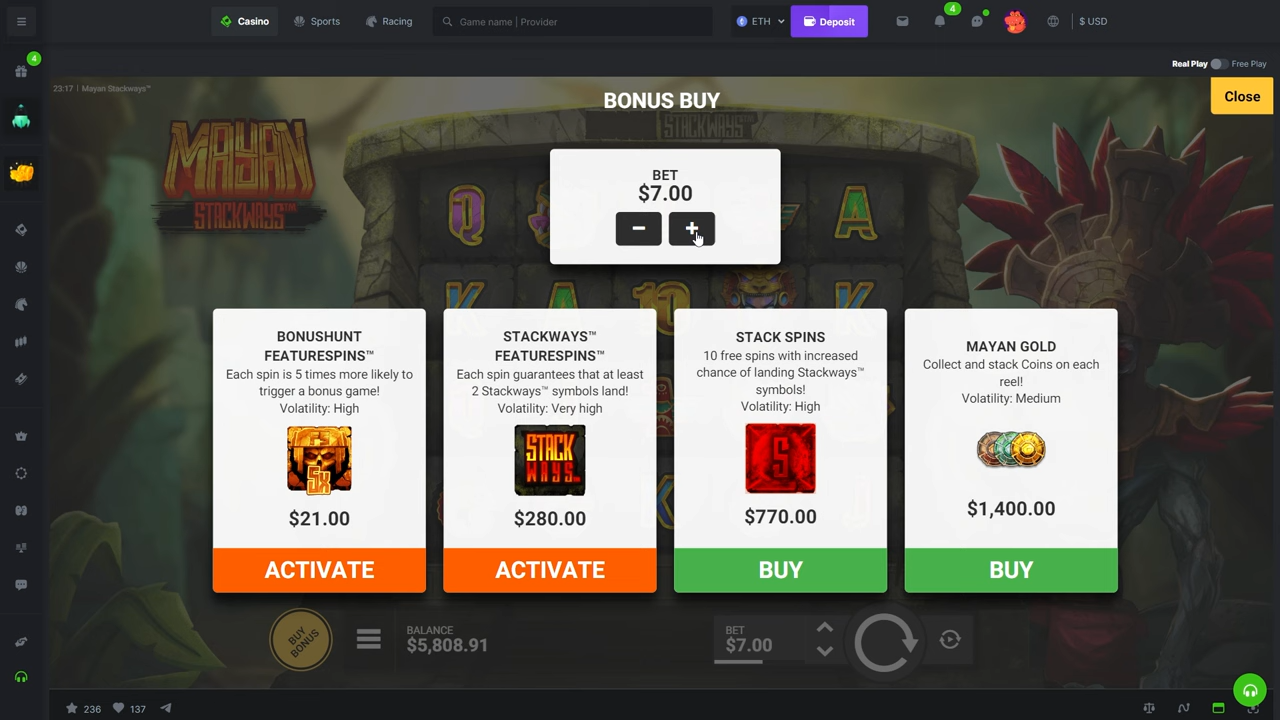 Casino
Sports
Racing
Game name | Provider
ETH
Deposit
4
$ USD
4
Real Play
Free Play
23:17 | Mayan Stackways™
BONUS BUY
Close
MAYAN
STACKWAYS™
STACKWAYS
BET
$7.00
Q
A
K
A
10
K
BONUSHUNT
FEATURESPINS™
Each spin is 5 times more likely to
trigger a bonus game!
Volatility: High
5x
$21.00
ACTIVATE
STACKWAYS™
FEATURESPINS™
Each spin guarantees that at least
2 Stackways™ symbols land!
Volatility: Very high
STACK
WAYS
$280.00
ACTIVATE
STACK SPINS
10 free spins with increased
chance of landing Stackways™
symbols!
Volatility: High
S
$770.00
BUY
MAYAN GOLD
Collect and stack Coins on each
reel!
Volatility: Medium
$1,400.00
BUY
BUY
BONUS
BALANCE
$5,808.91
BET
$7.00
236
137